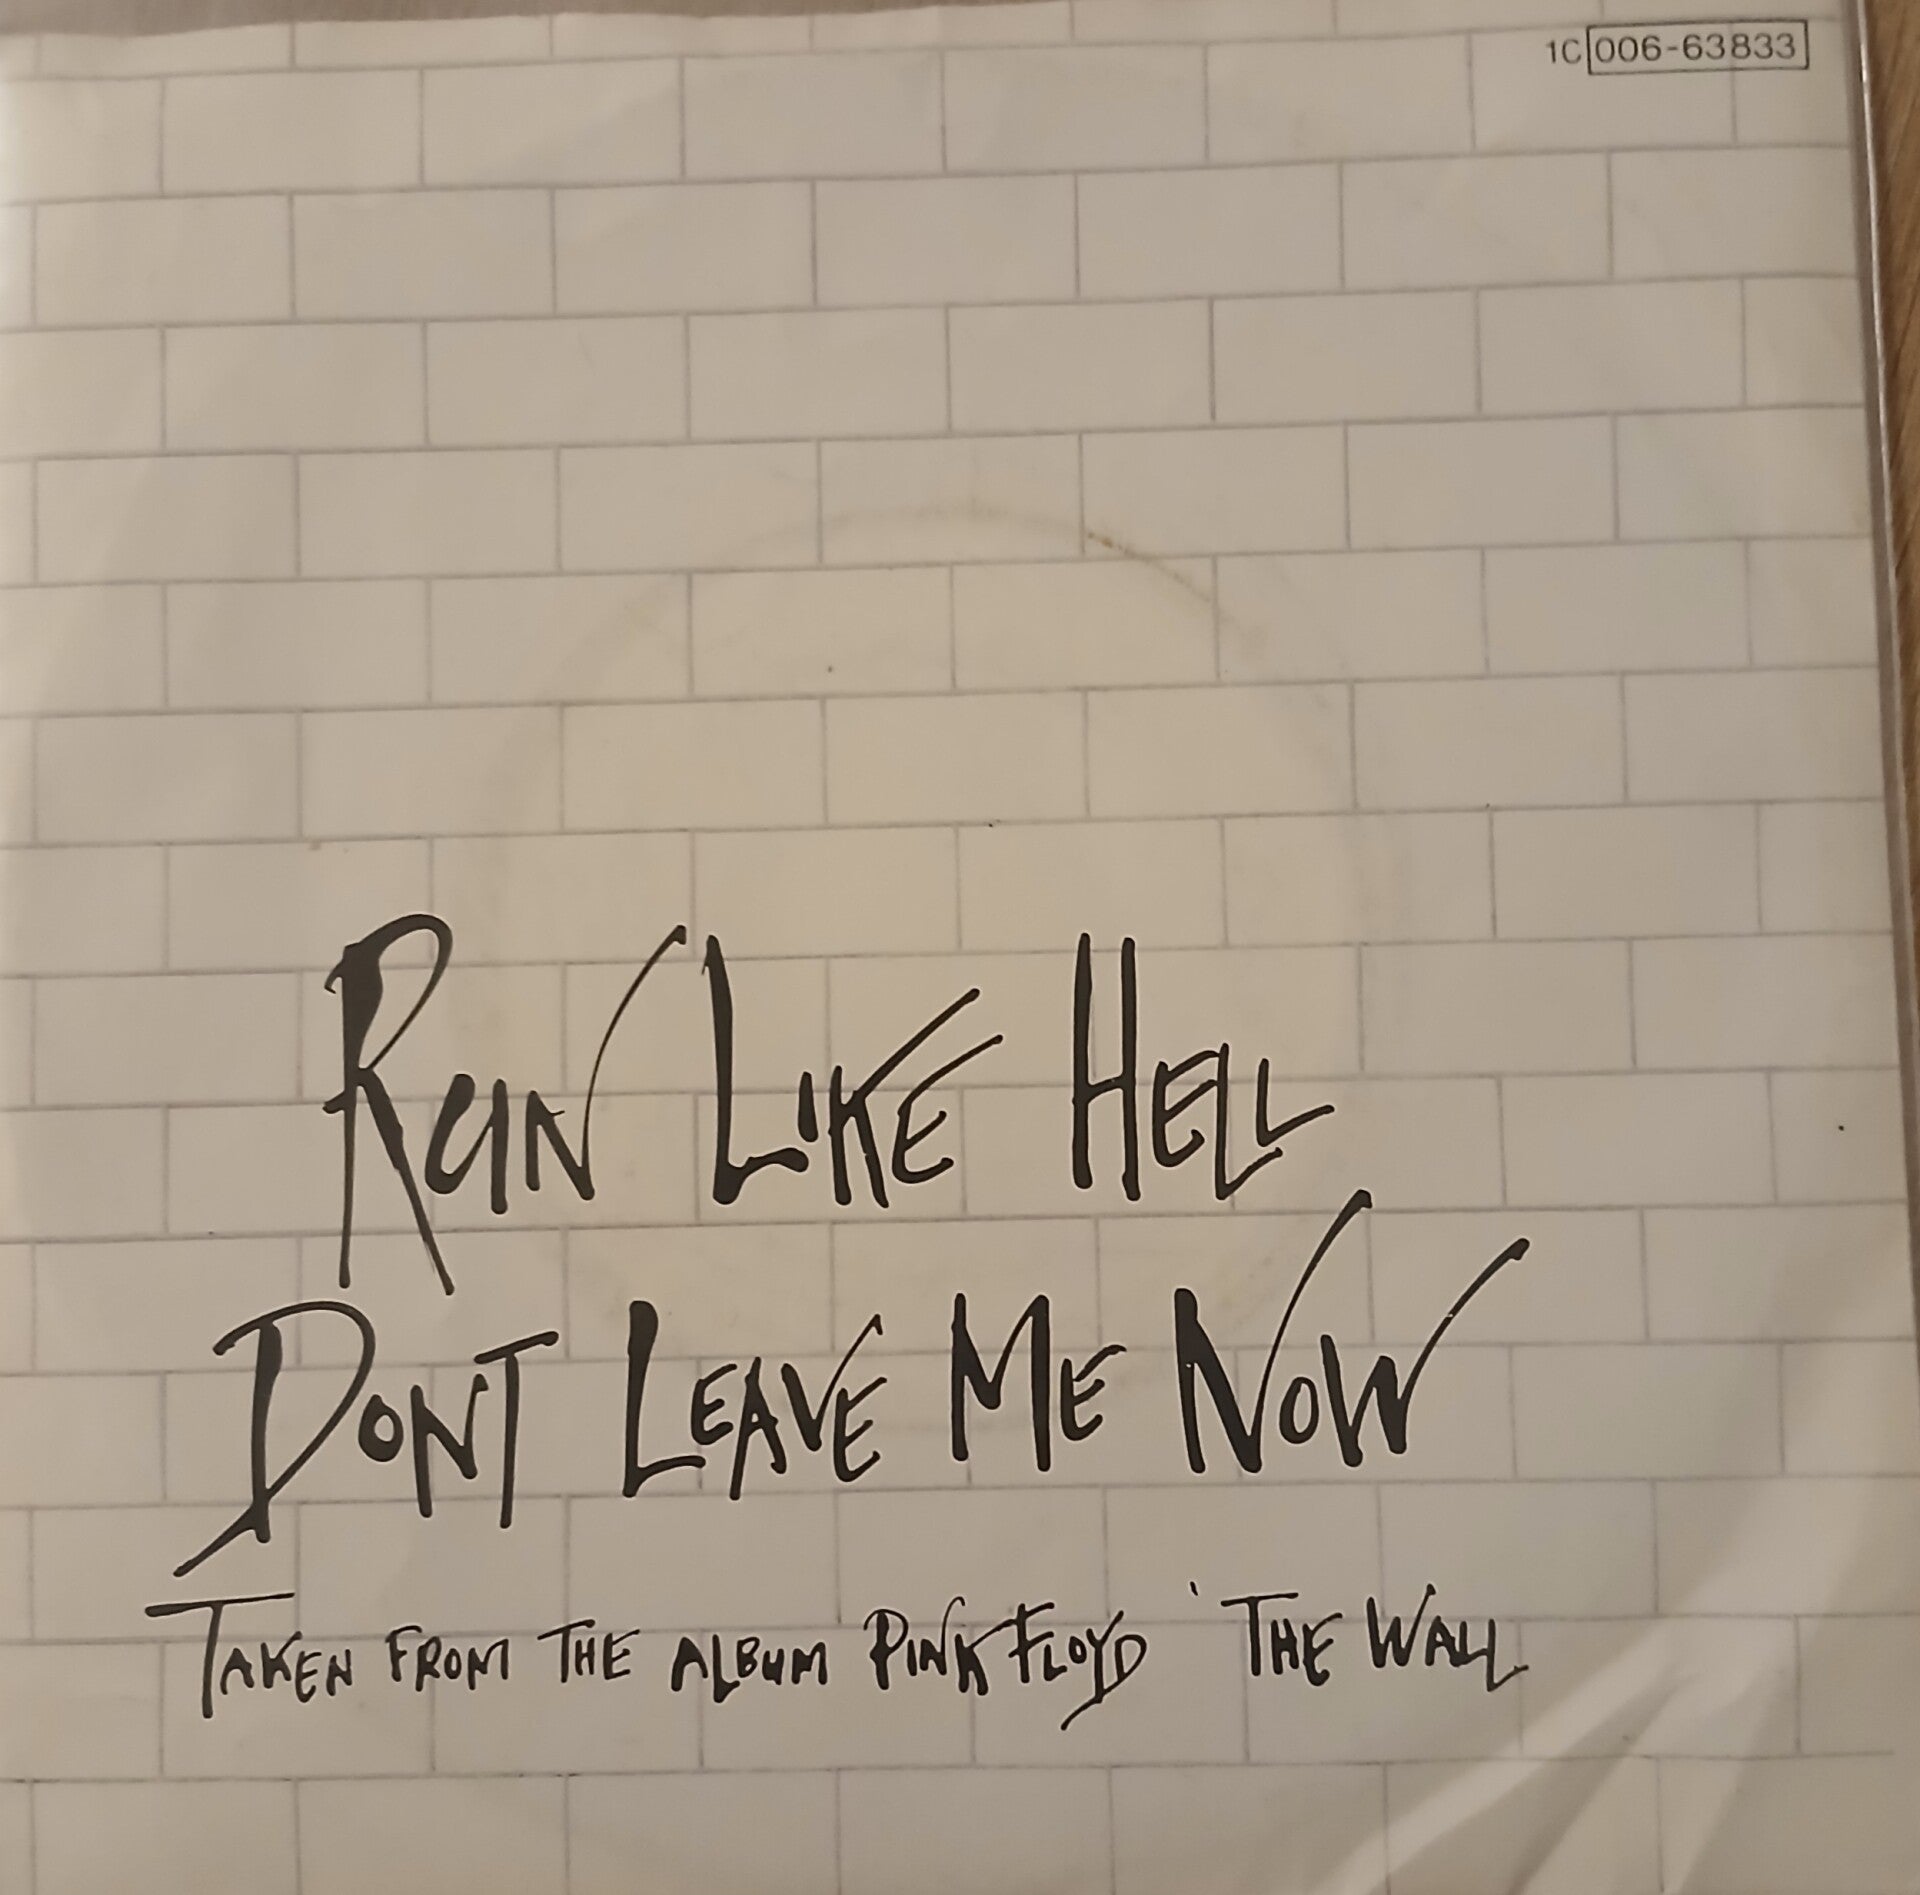 1C 006-63833
RUN LIKE HELL
DONT LEAVE ME NOW
TAKEN FROM THE ALBUM PINK FLOYD 'THE WALL